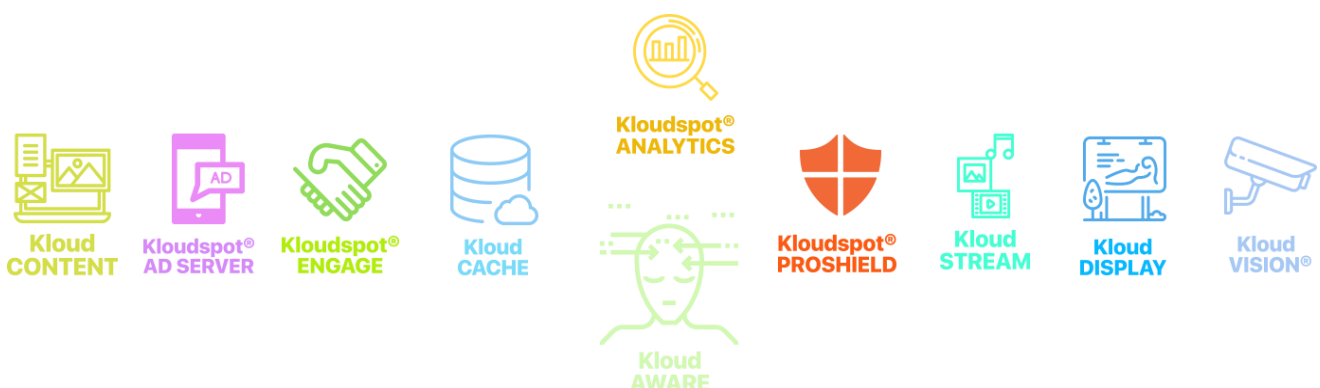 Kloudspot®
ANALYTICS
Kloud
CONTENT
AD
Kloudspot®
AD SERVER
Kloudspot®
ENGAGE
Kloud
CACHE
Kloudspot®
PROSHIELD
Kloud
STREAM
Kloud
DISPLAY
Kloud
VISION®
Kloud
AWARE